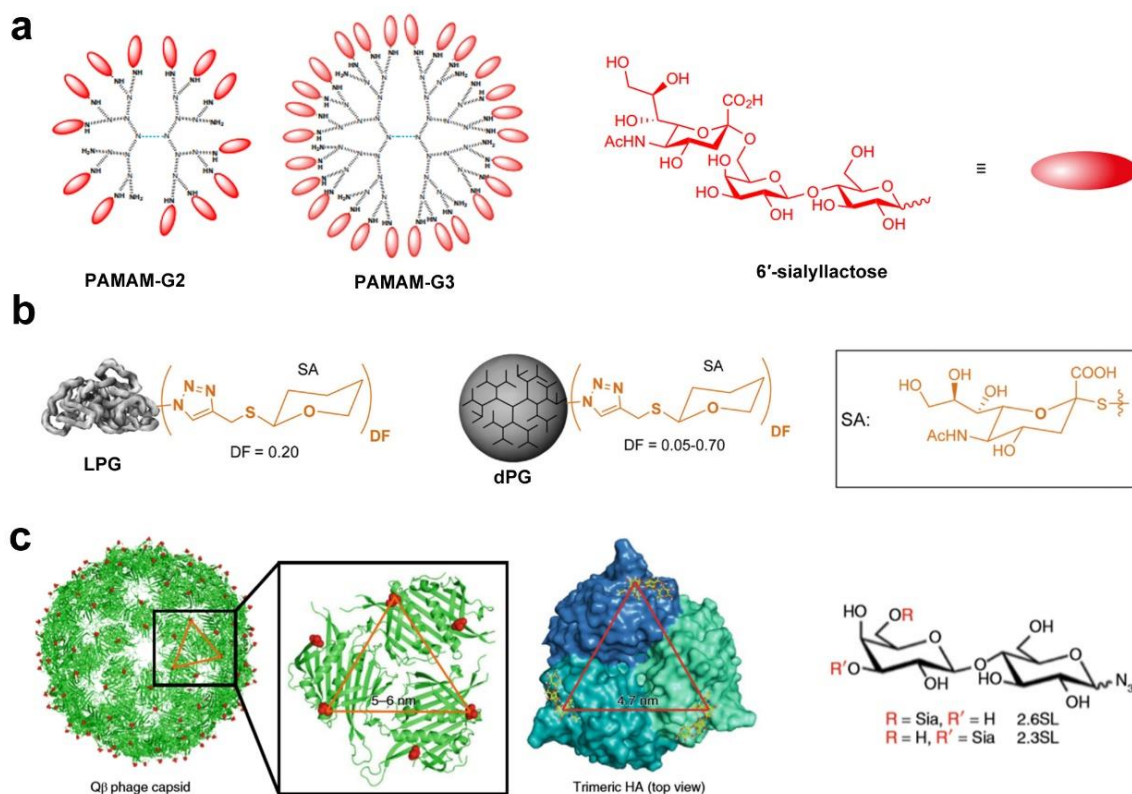 a
PAMAM-G2
PAMAM-G3
HO
OH
OH
HO
CO₂H
AcHN
HO
O
O
HO
O
HO
OH
O
HO
O
OH
OH
6′-sialyllactose
≡
b
LPG
N=N
N
SA
S
O
DF = 0.20
DF
dPG
N=N
N
SA
S
O
DF = 0.05-0.70
DF
SA:
OH
HO
OH
COOH
AcHN
O
S
HO
c
Qβ phage capsid
5–6 nm
4.7 nm
Trimeric HA (top view)
HO
OR
R′O
O
OH
O
OH
HO
O
OH
N₃
R = Sia, R′ = H 2.6SL
R = H, R′ = Sia 2.3SL